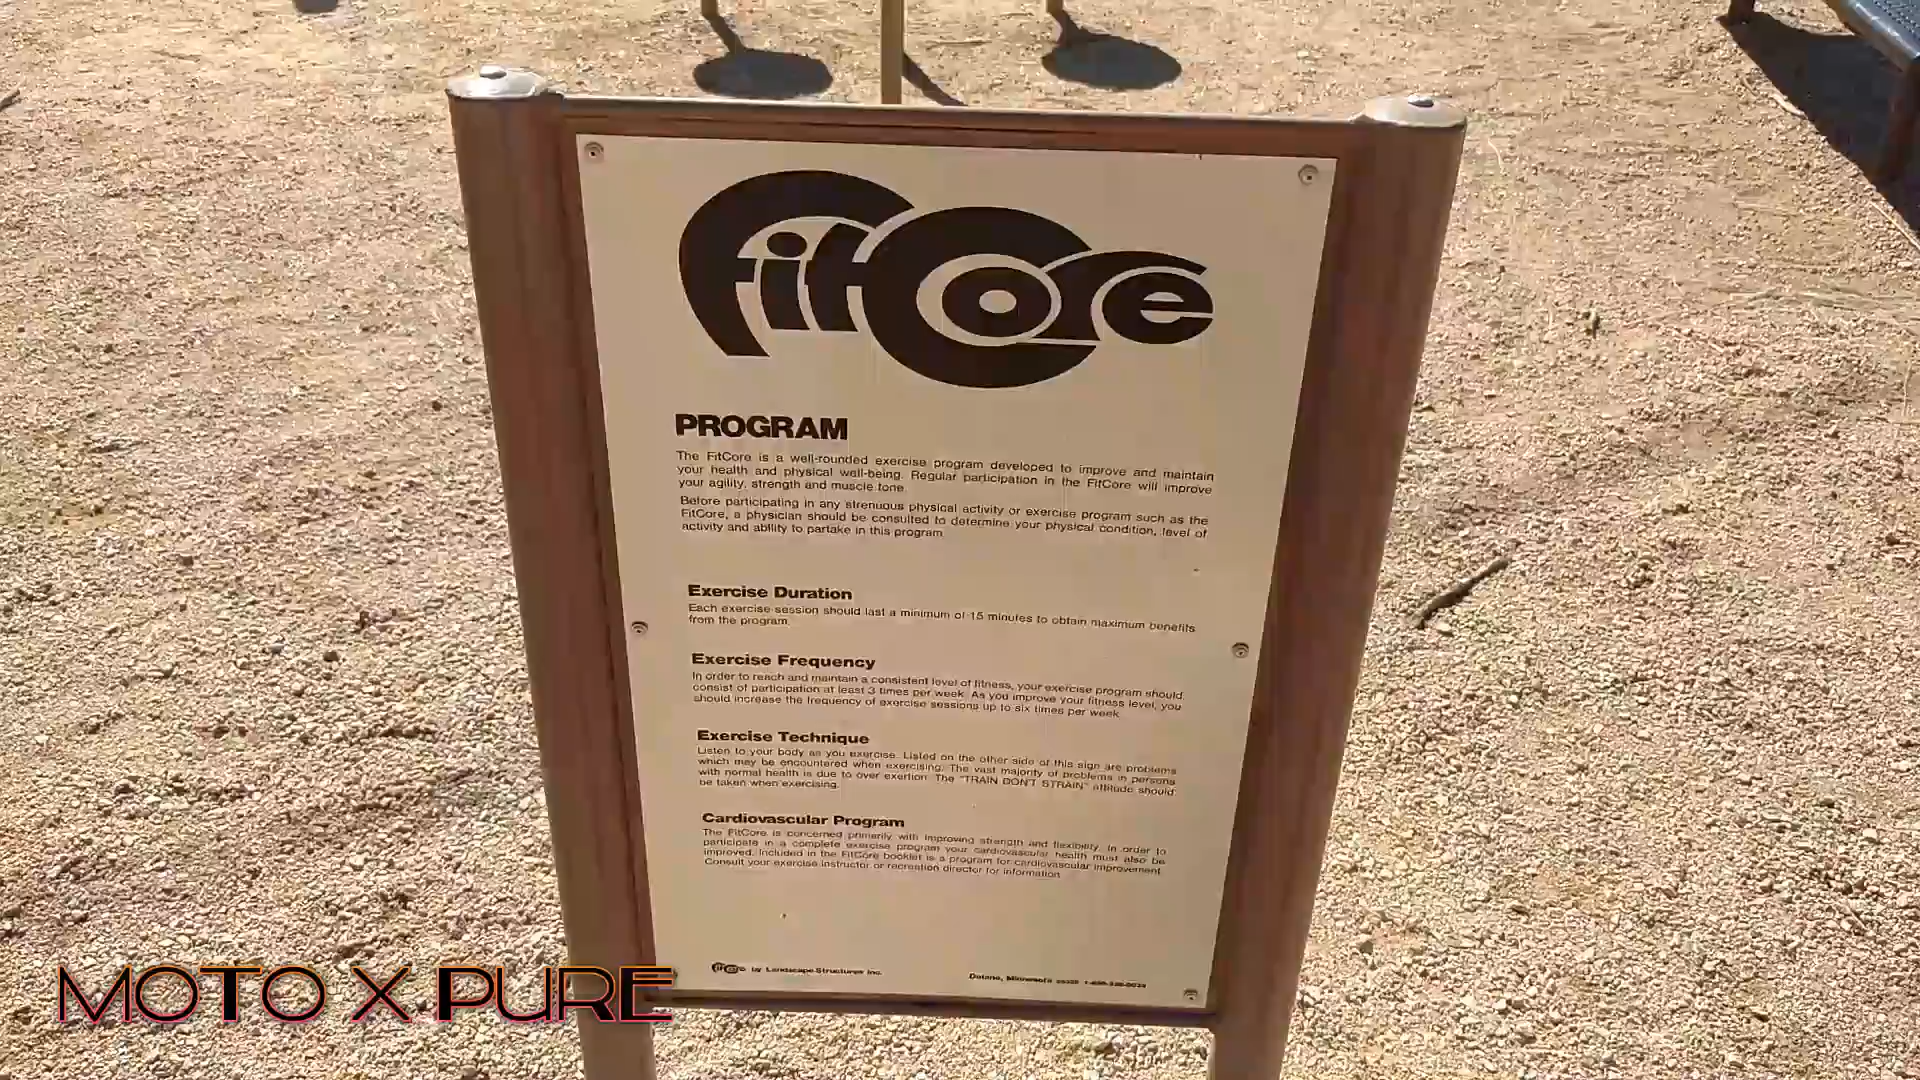 FitCore
PROGRAM
The FitCore is a well-rounded exercise program developed to improve and maintain
your health and physical well-being. Regular participation in the FitCore will improve
your agility, strength and muscle tone.
Before participating in any strenuous physical activity or exercise program such as the
FitCore, a physician should be consulted to determine your physical condition, level of
activity and ability to partake in this program.
Exercise Duration
Each exercise session should last a minimum of 15 minutes to obtain maximum benefits
from the program.
Exercise Frequency
In order to reach and maintain a consistent level of fitness, your exercise program should
consist of participation at least 3 times per week. As you improve your fitness level, you
should increase the frequency of exercise sessions up to six times per week.
Exercise Technique
Listen to your body as you exercise. Listed on the other side of this sign are problems
which may be encountered when exercising. The vast majority of problems in persons
with normal health is due to over exertion. The "TRAIN DON'T STRAIN" attitude should
be taken when exercising.
Cardiovascular Program
The FitCore is concerned primarily with improving strength and flexibility. In order to
participate in a complete exercise program your cardiovascular health must also be
improved. Included in the FitCore booklet is a program for cardiovascular improvement.
Consult your exercise instructor or recreation director for information.
FitCore by Landscape Structures Inc.
Delano, Minnesota
MOTO X PURE